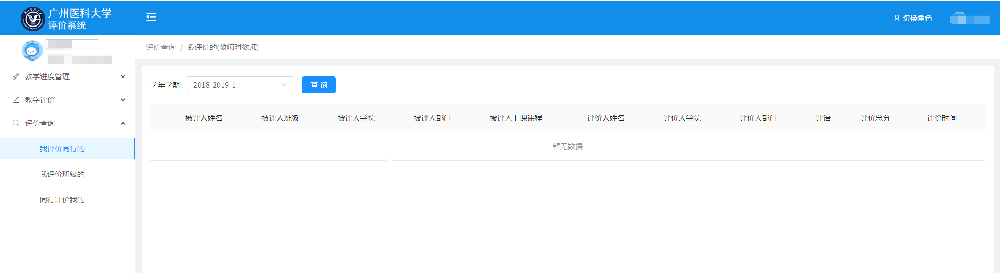 广州医科大学
评价系统
切换角色
评价查询 / 我评价的(教师对教师)
教学进度管理
教学评价
评价查询
我评价同行的
我评价班级的
同行评价我的
学年学期: 2018-2019-1 查 询
被评人姓名 被评人班级 被评人学院 被评人部门 被评人上课课程 评价人姓名 评价人学院 评价人部门 评语 评价总分 评价时间
暂无数据